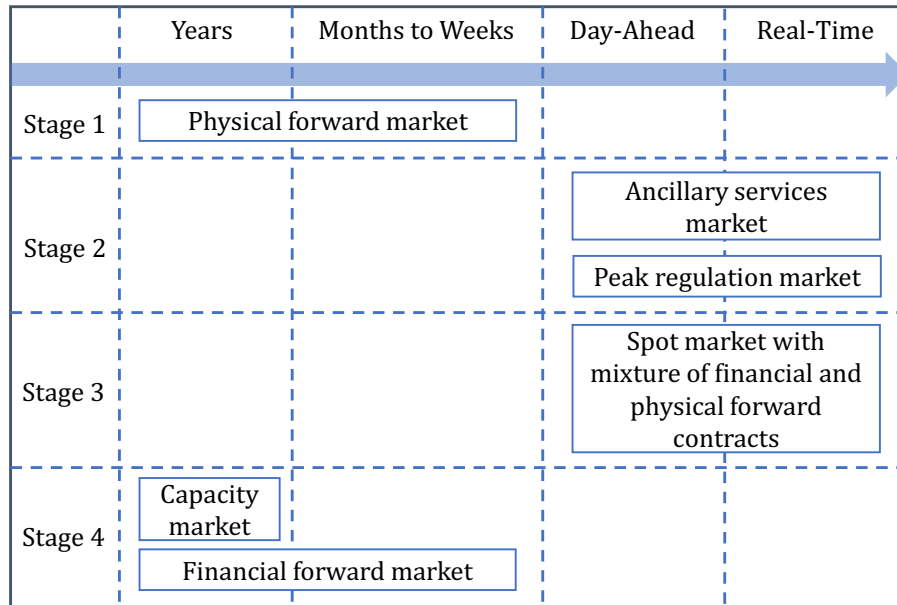 Years
Months to Weeks
Day-Ahead
Real-Time
Stage 1
Physical forward market
Stage 2
Ancillary services
market
Peak regulation market
Stage 3
Spot market with
mixture of financial and
physical forward
contracts
Stage 4
Capacity
market
Financial forward market